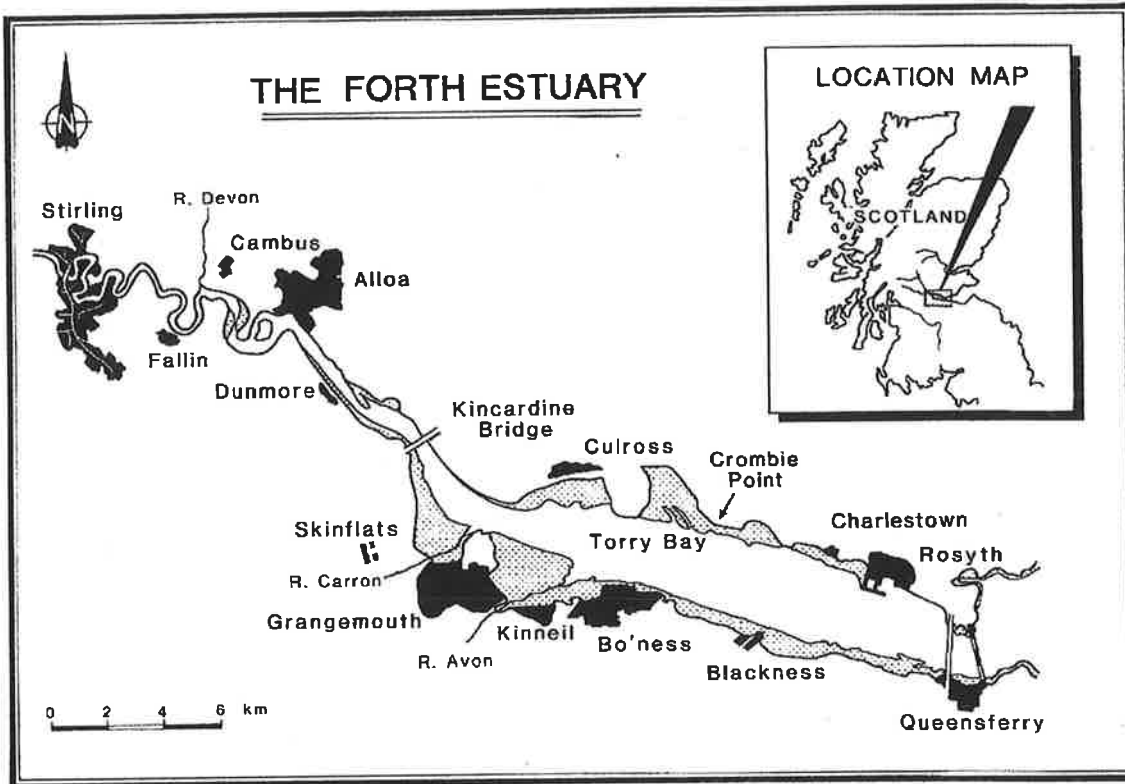 THE FORTH ESTUARY
LOCATION MAP
SCOTLAND
N
R. Devon
Stirling
Cambus
Alloa
Fallin
Dunmore
Kincardine
Bridge
Culross
Crombie
Point
Skinflats
Torry Bay
Charlestown
Rosyth
R. Carron
Grangemouth
Kinneil
Bo'ness
R. Avon
Blackness
Queensferry
0 2 4 6 km